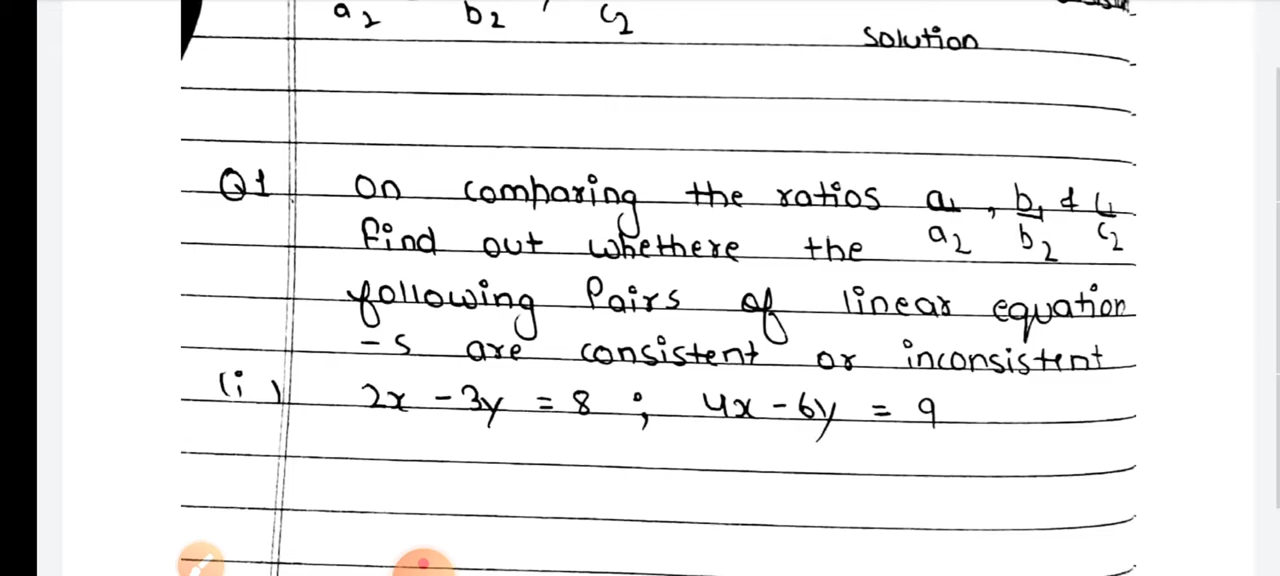 a2 b2 , c2
Solution
Q1 on comparing the ratios a1/a2 , b1/b2 & c1/c2
find out whethere the
following Pairs of linear equation
-s are consistent or inconsistent
(i) 2x - 3y = 8 ; 4x - 6y = 9